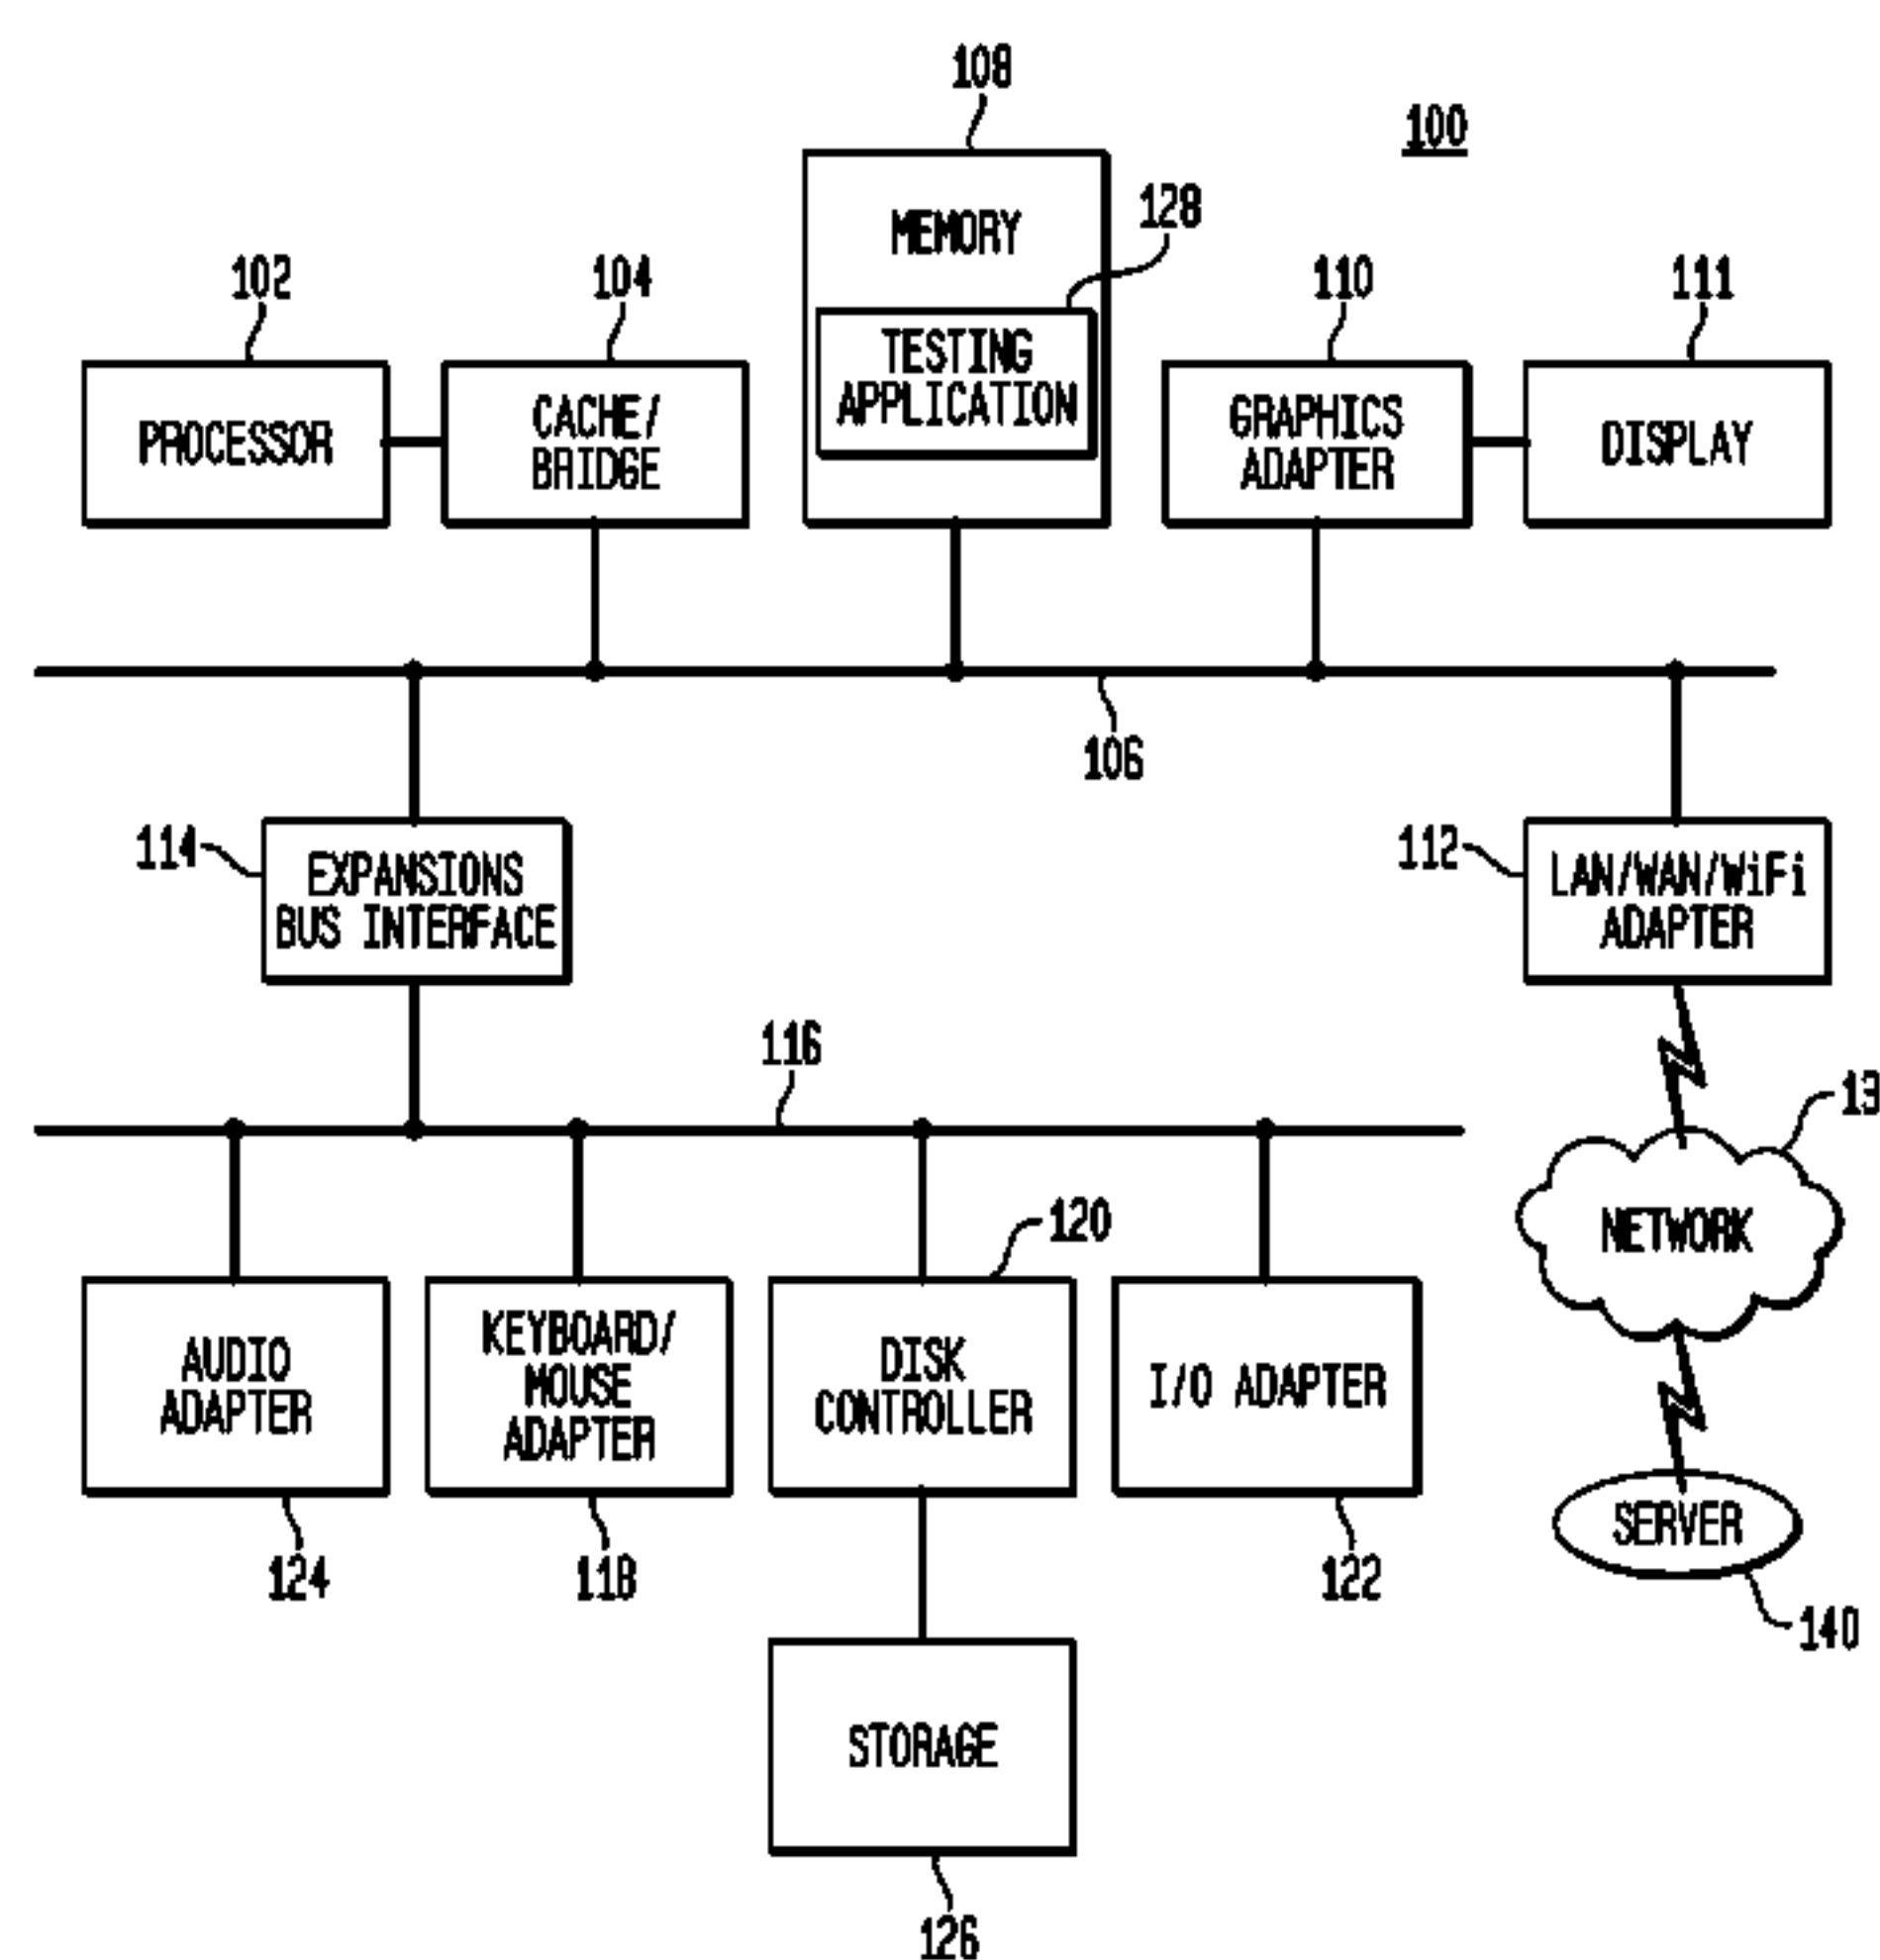 108
100
128
MEMORY
102
104
110
111
TESTING
APPLICATION
PROCESSOR
CACHE/
BRIDGE
GRAPHICS
ADAPTER
DISPLAY
106
114
EXPANSIONS
BUS INTERFACE
112
LAN/WAN/WiFi
ADAPTER
116
13
NETWORK
120
AUDIO
ADAPTER
KEYBOARD/
MOUSE
ADAPTER
DISK
CONTROLLER
I/O ADAPTER
SERVER
124
118
122
140
STORAGE
126